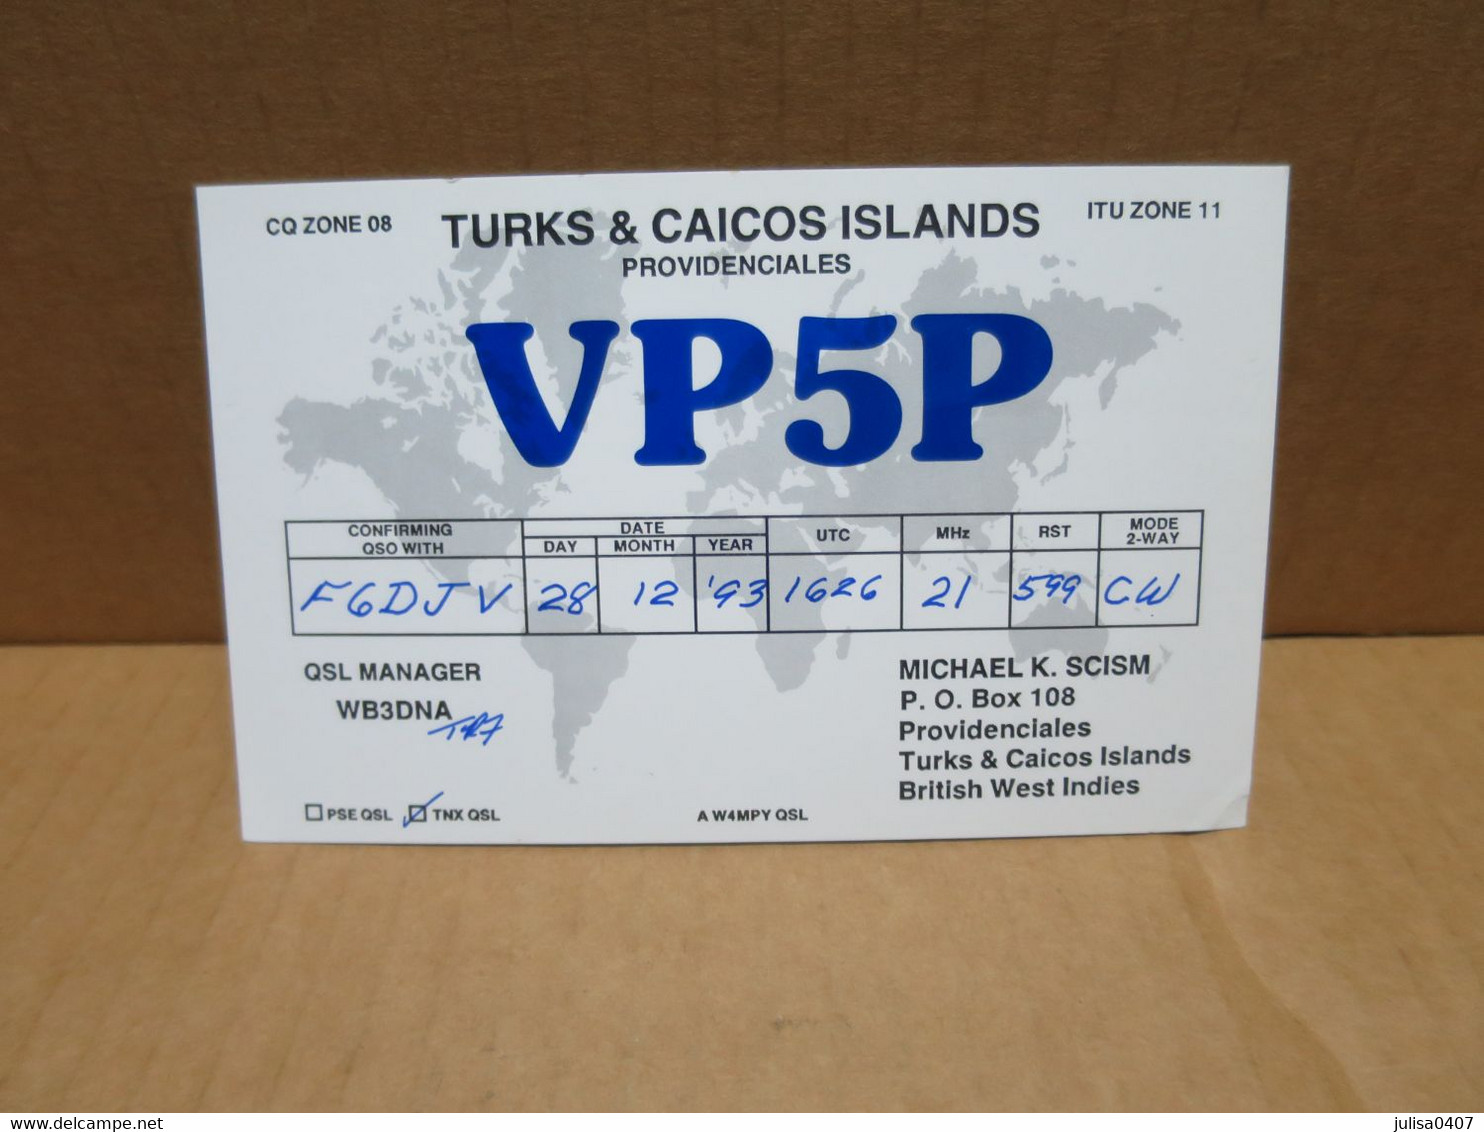 CQ ZONE 08
TURKS & CAICOS ISLANDS
ITU ZONE 11
PROVIDENCIALES
VP5P
CONFIRMING QSO WITH
DATE
DAY MONTH YEAR
UTC
MHz
RST
MODE 2-WAY
F6DJV 28 12 '93 1626 21 599 CW
QSL MANAGER
WB3DNA
MICHAEL K. SCISM
P. O. Box 108
Providenciales
Turks & Caicos Islands
British West Indies
PSE QSL TNX QSL
A W4MPY QSL
www.delcampe.net
julisa0407